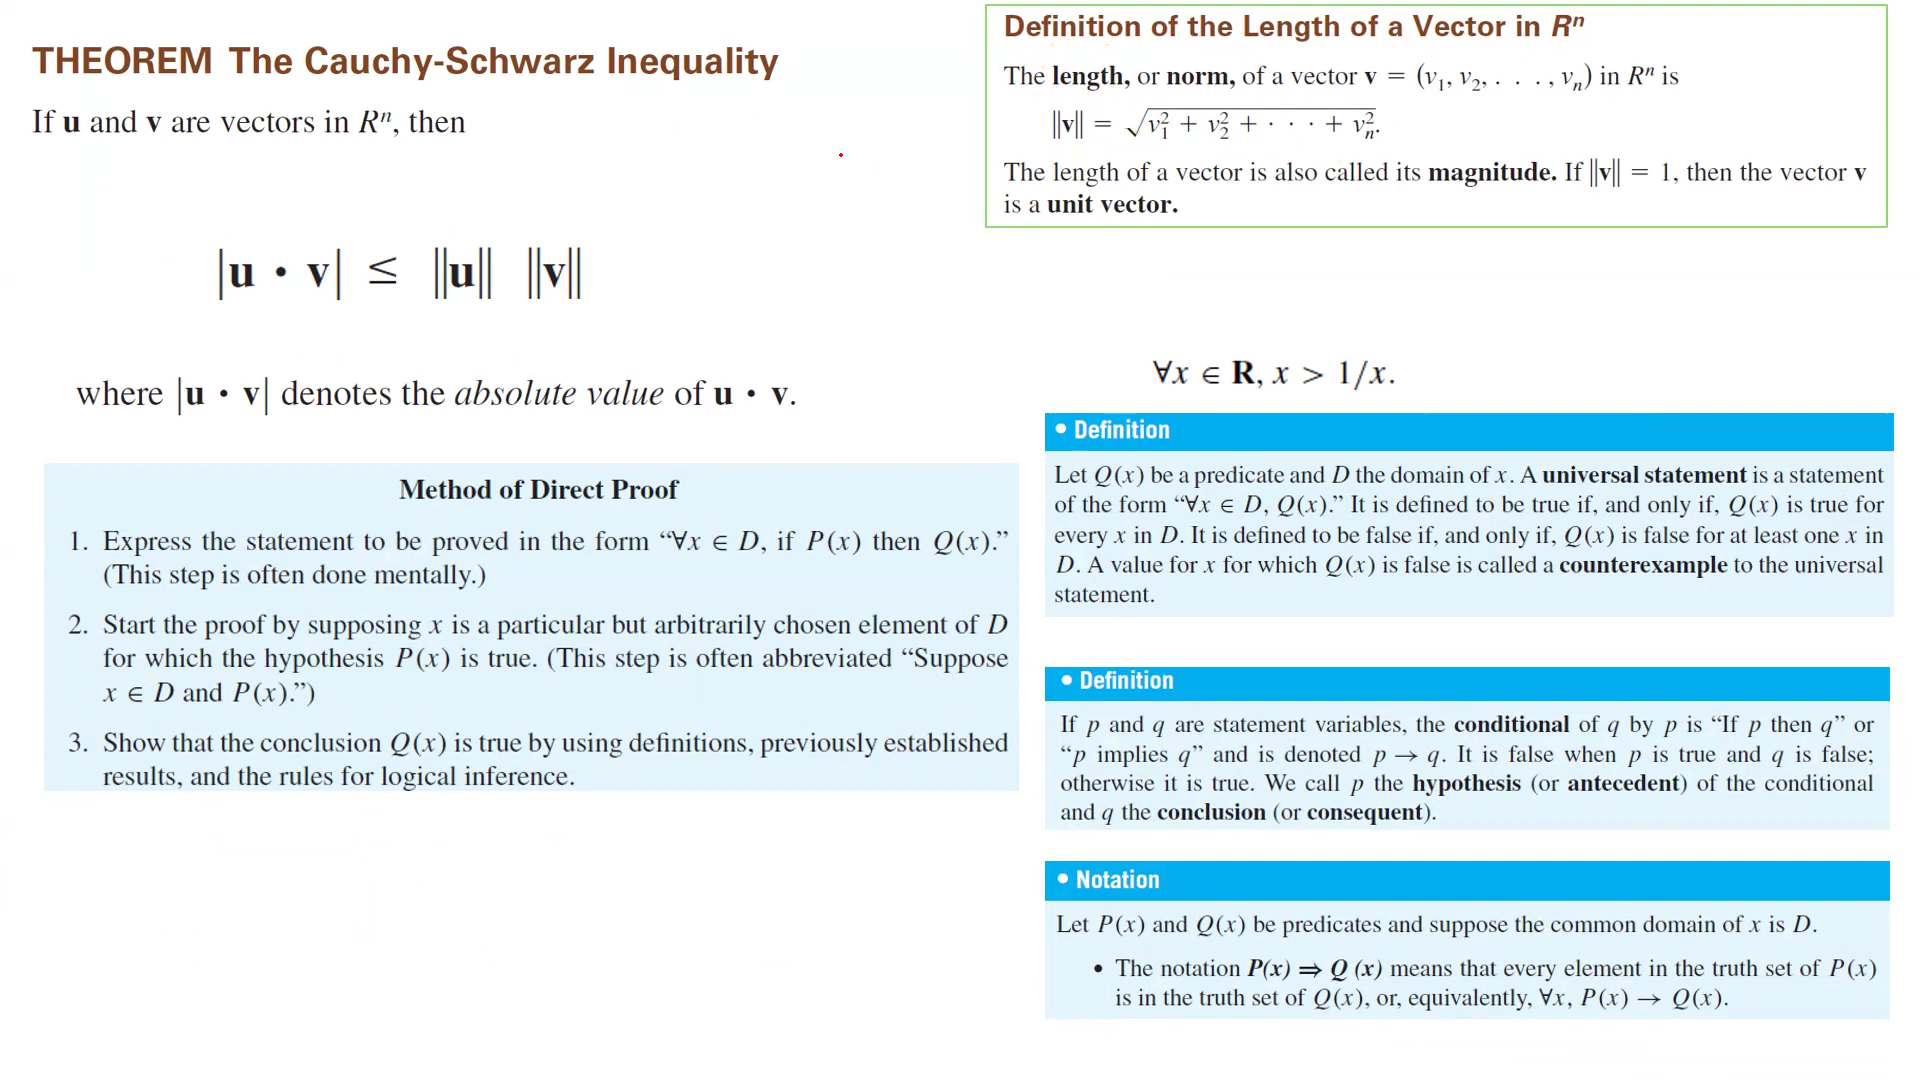 THEOREM The Cauchy-Schwarz Inequality
If u and v are vectors in Rⁿ, then
|u • v| ≤ ‖u‖ ‖v‖
where |u • v| denotes the absolute value of u • v.
Method of Direct Proof
1. Express the statement to be proved in the form “∀x ∈ D, if P(x) then Q(x).”
(This step is often done mentally.)
2. Start the proof by supposing x is a particular but arbitrarily chosen element of D
for which the hypothesis P(x) is true. (This step is often abbreviated “Suppose
x ∈ D and P(x).”)
3. Show that the conclusion Q(x) is true by using definitions, previously established
results, and the rules for logical inference.
Definition of the Length of a Vector in Rⁿ
The length, or norm, of a vector v = (v₁, v₂, . . . , vₙ) in Rⁿ is
‖v‖ = √(v₁² + v₂² + · · · + vₙ²).
The length of a vector is also called its magnitude. If ‖v‖ = 1, then the vector v
is a unit vector.
∀x ∈ R, x > 1/x.
• Definition
Let Q(x) be a predicate and D the domain of x. A universal statement is a statement
of the form “∀x ∈ D, Q(x).” It is defined to be true if, and only if, Q(x) is true for
every x in D. It is defined to be false if, and only if, Q(x) is false for at least one x in
D. A value for x for which Q(x) is false is called a counterexample to the universal
statement.
• Definition
If p and q are statement variables, the conditional of q by p is “If p then q” or
“p implies q” and is denoted p → q. It is false when p is true and q is false;
otherwise it is true. We call p the hypothesis (or antecedent) of the conditional
and q the conclusion (or consequent).
• Notation
Let P(x) and Q(x) be predicates and suppose the common domain of x is D.
• The notation P(x) ⇒ Q (x) means that every element in the truth set of P(x)
is in the truth set of Q(x), or, equivalently, ∀x, P(x) → Q(x).